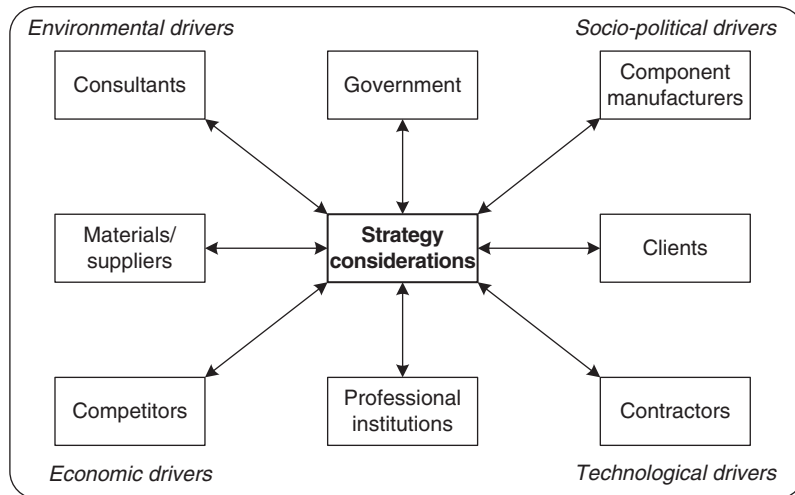 Environmental drivers
Socio-political drivers
Consultants
Government
Component
manufacturers
Materials/
suppliers
Strategy
considerations
Clients
Competitors
Professional
institutions
Contractors
Economic drivers
Technological drivers